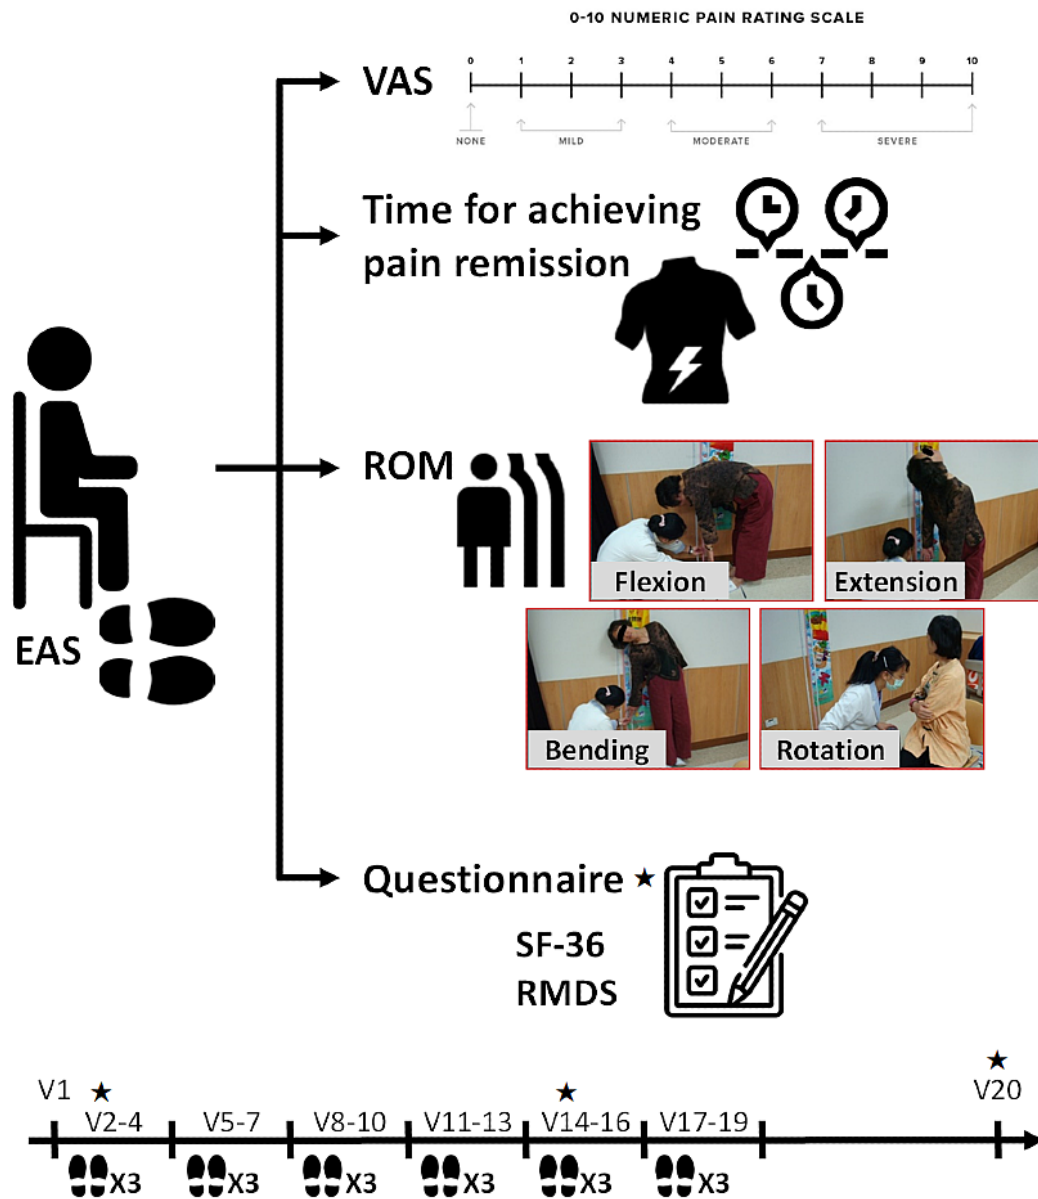 0-10 NUMERIC PAIN RATING SCALE
VAS
0 1 2 3 4 5 6 7 8 9 10
NONE MILD MODERATE SEVERE
Time for achieving
pain remission
ROM
Flexion Extension
EAS
Bending Rotation
Questionnaire ★
SF-36
RMDS
V1 ★ ★ ★
V20
V2-4 V5-7 V8-10 V11-13 V14-16 V17-19
X3 X3 X3 X3 X3 X3